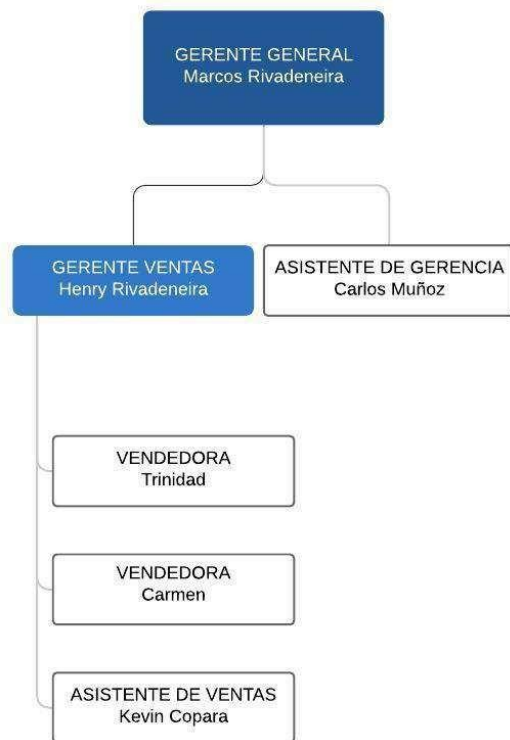 GERENTE GENERAL
Marcos Rivadeneira
GERENTE VENTAS
Henry Rivadeneira
ASISTENTE DE GERENCIA
Carlos Muñoz
VENDEDORA
Trinidad
VENDEDORA
Carmen
ASISTENTE DE VENTAS
Kevin Copara